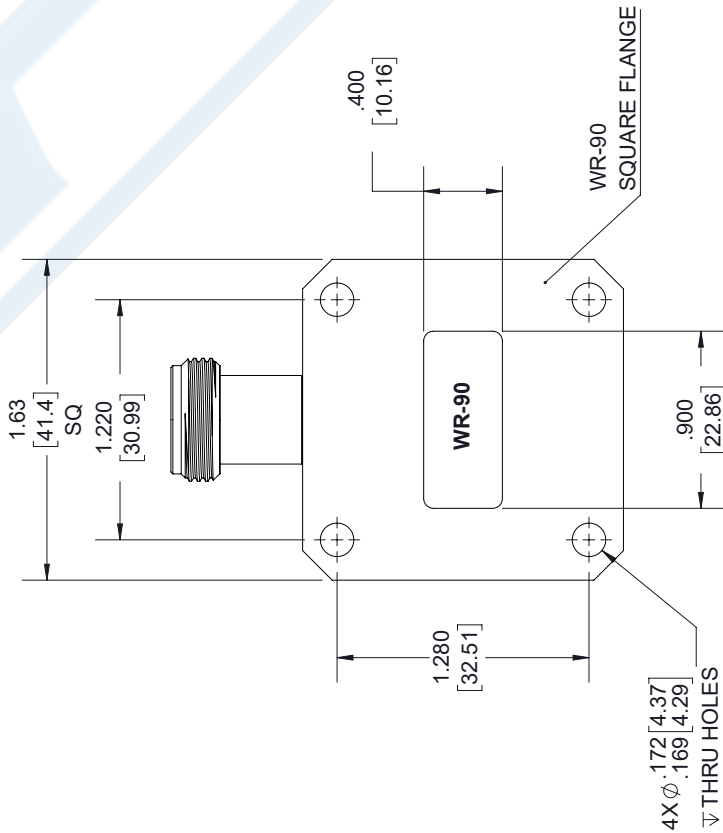 1.63
[41.4]
SQ
1.220
[30.99]
.400
[10.16]
WR-90
SQUARE FLANGE
WR-90
1.280
[32.51]
.900
[22.86]
4X ⌀ .172 [4.37]
.169 [4.29]
↧ THRU HOLES